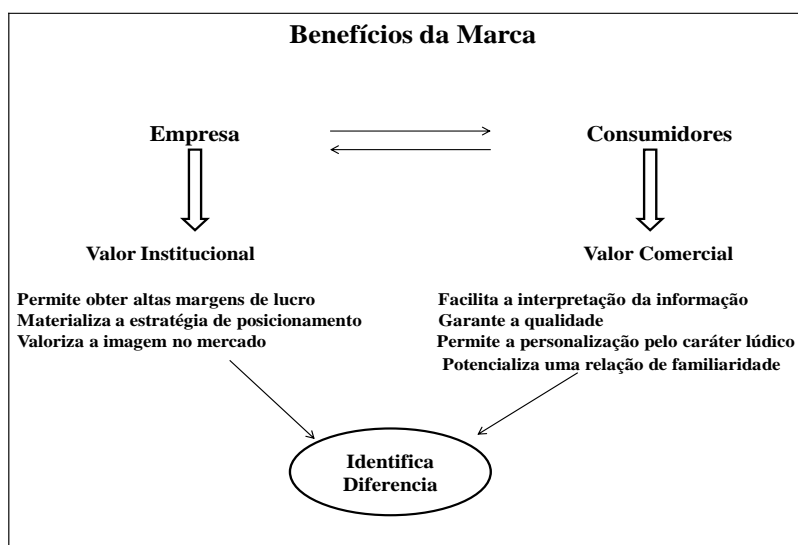 Benefícios da Marca
Empresa
Consumidores
Valor Institucional
Valor Comercial
Permite obter altas margens de lucro
Materializa a estratégia de posicionamento
Valoriza a imagem no mercado
Facilita a interpretação da informação
Garante a qualidade
Permite a personalização pelo caráter lúdico
Potencializa uma relação de familiaridade
Identifica
Diferencia